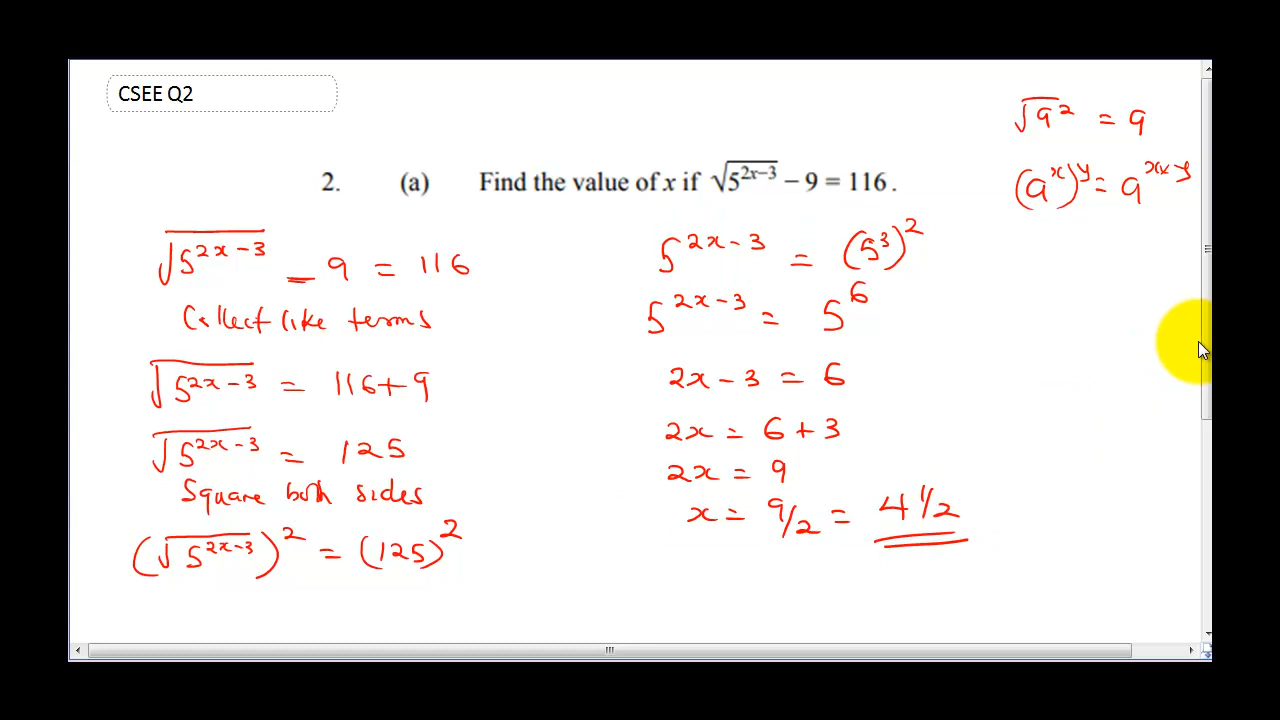 CSEE Q2
√a² = a
(a^x)^y = a^(x×y)
2. (a) Find the value of x if √(5^(2x−3)) − 9 = 116.
√(5^(2x−3)) − 9 = 116
Collect like terms
√(5^(2x−3)) = 116+9
√(5^(2x−3)) = 125
Square both sides
(√(5^(2x−3)))² = (125)²
5^(2x−3) = (5³)²
5^(2x−3) = 5⁶
2x − 3 = 6
2x = 6 + 3
2x = 9
x = 9/2 = 4 1/2